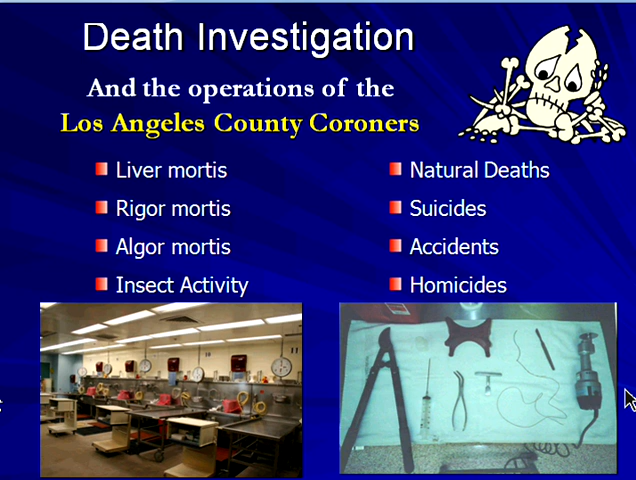 Death Investigation
And the operations of the
Los Angeles County Coroners
Liver mortis
Rigor mortis
Algor mortis
Insect Activity
Natural Deaths
Suicides
Accidents
Homicides